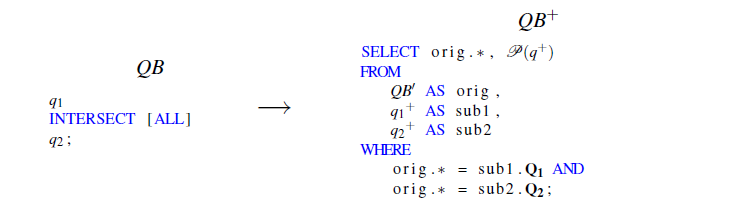 QB
q₁
INTERSECT [ALL]
q₂;
⟶
QB⁺
SELECT orig.*, 𝒫(q⁺)
FROM
QB′ AS orig,
q₁⁺ AS sub1,
q₂⁺ AS sub2
WHERE
orig.* = sub1.Q₁ AND
orig.* = sub2.Q₂;